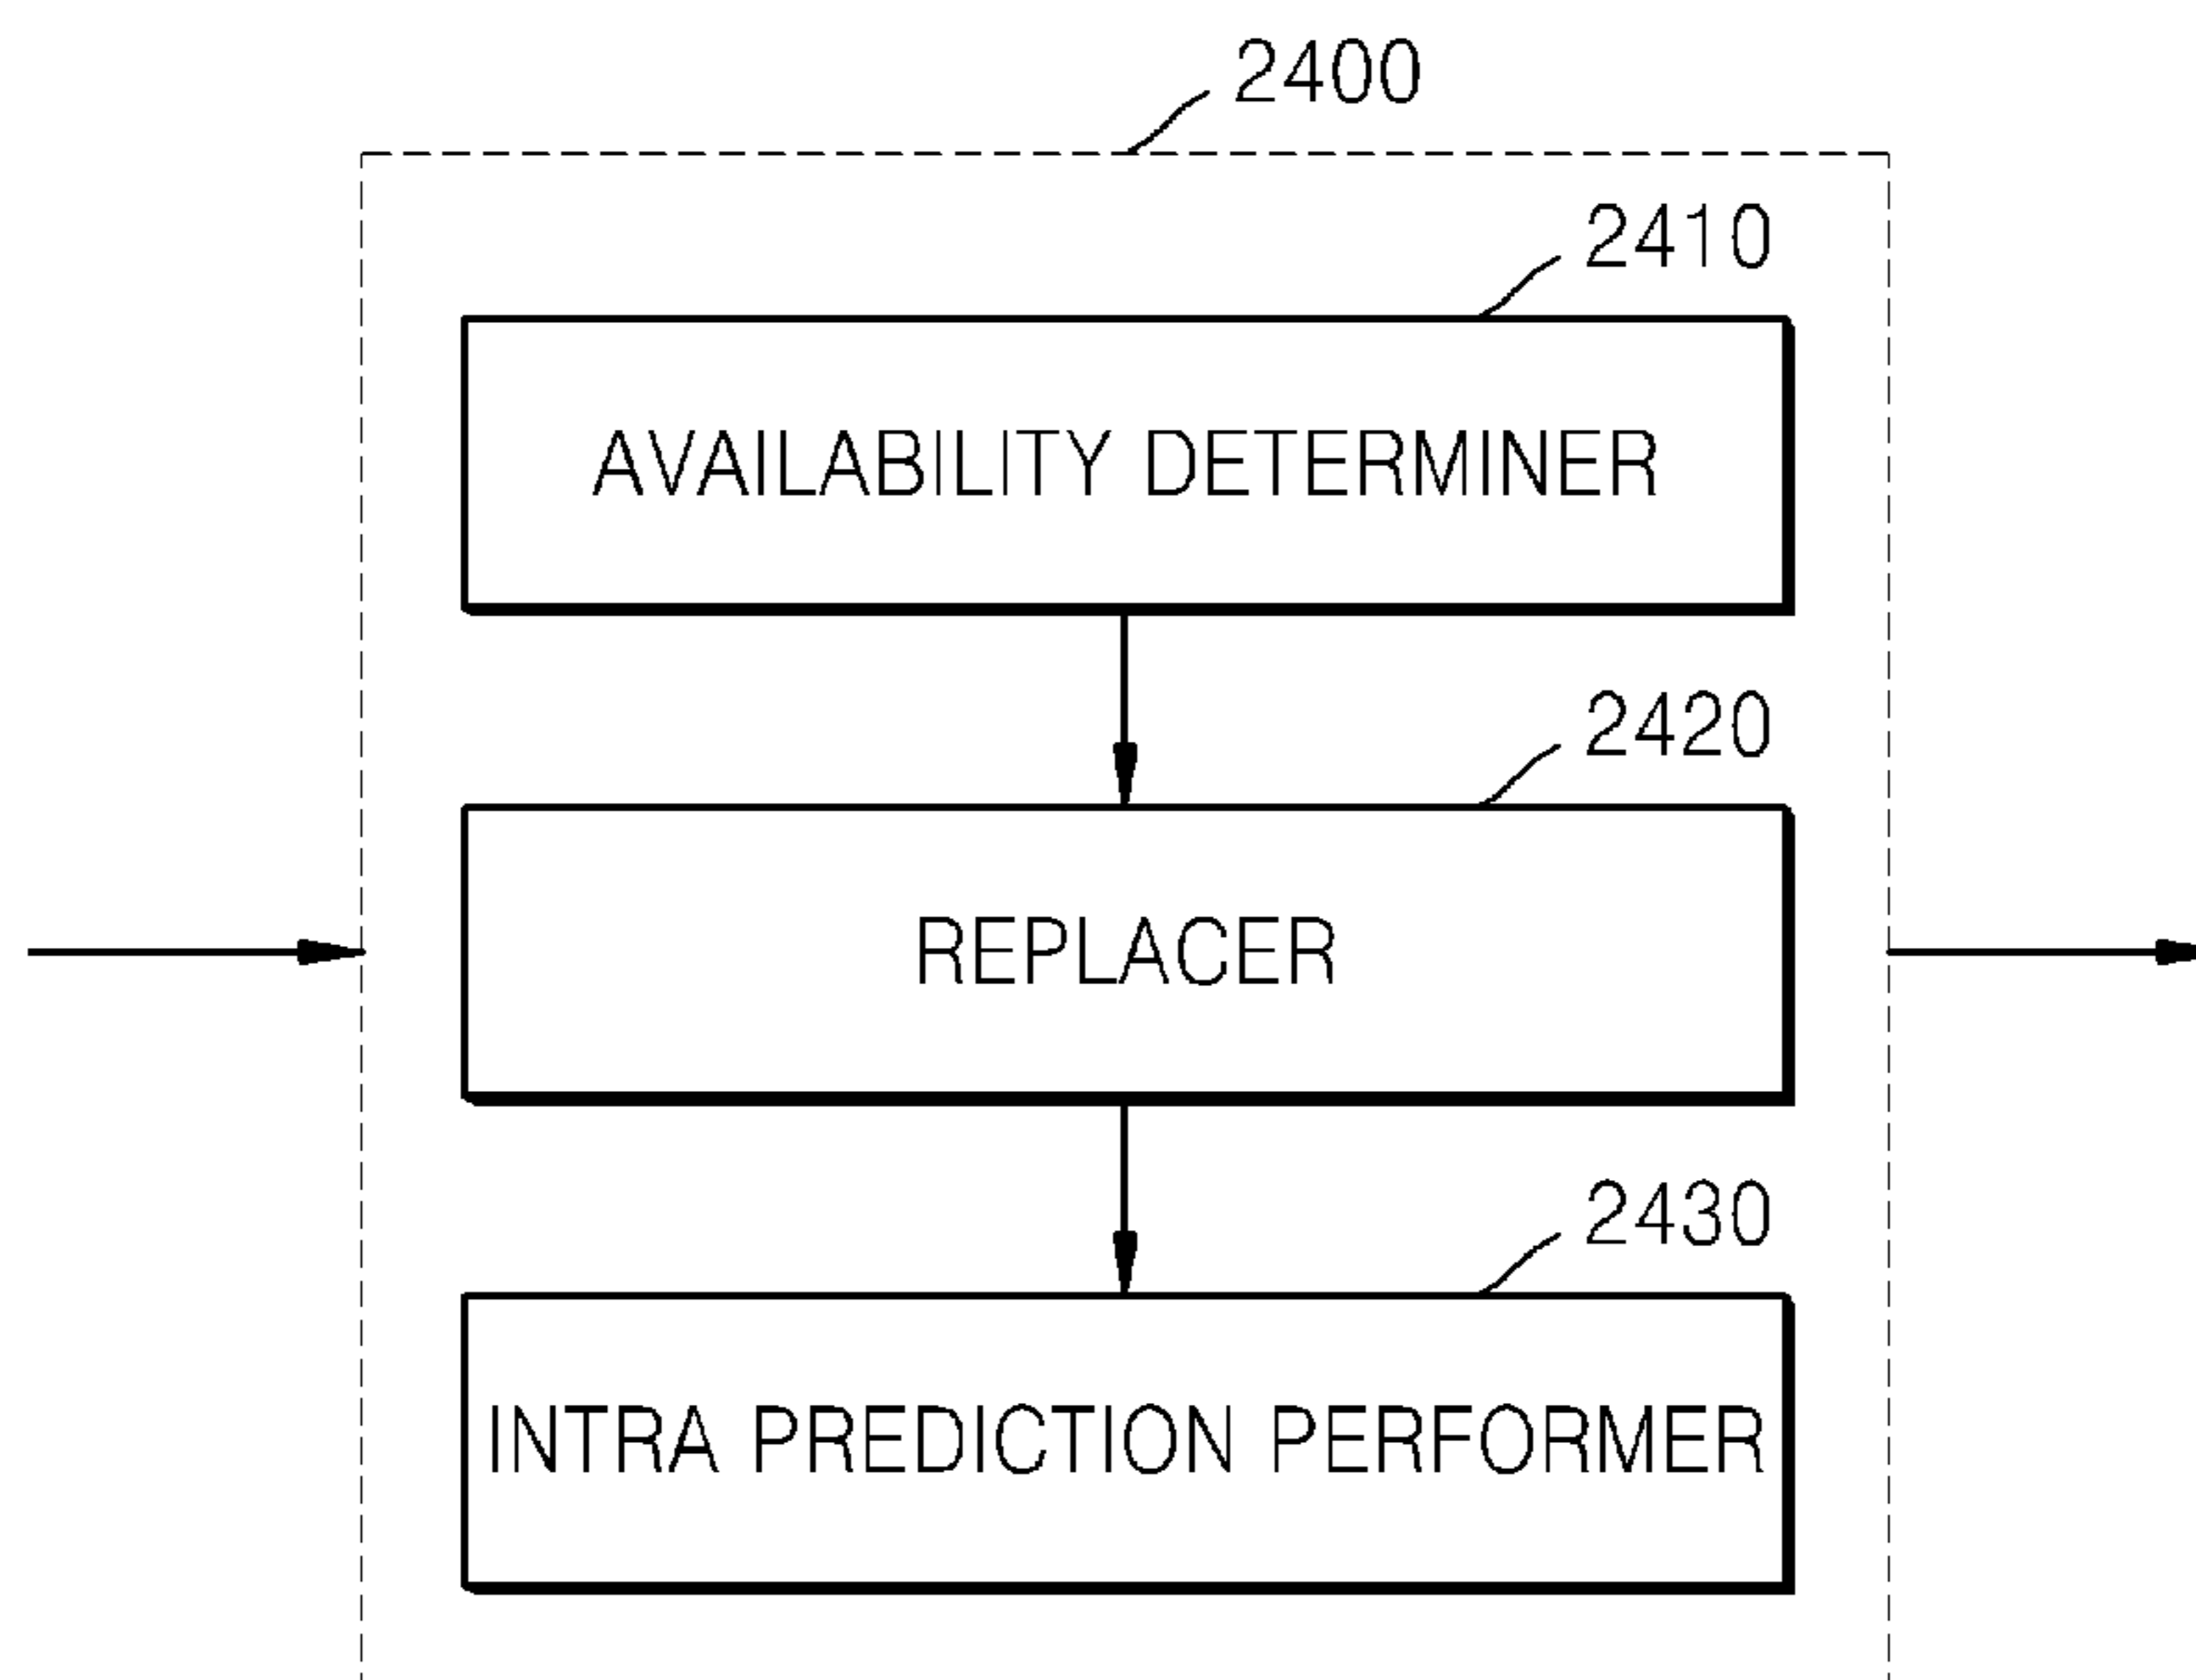 2400
2410
AVAILABILITY DETERMINER
2420
REPLACER
2430
INTRA PREDICTION PERFORMER